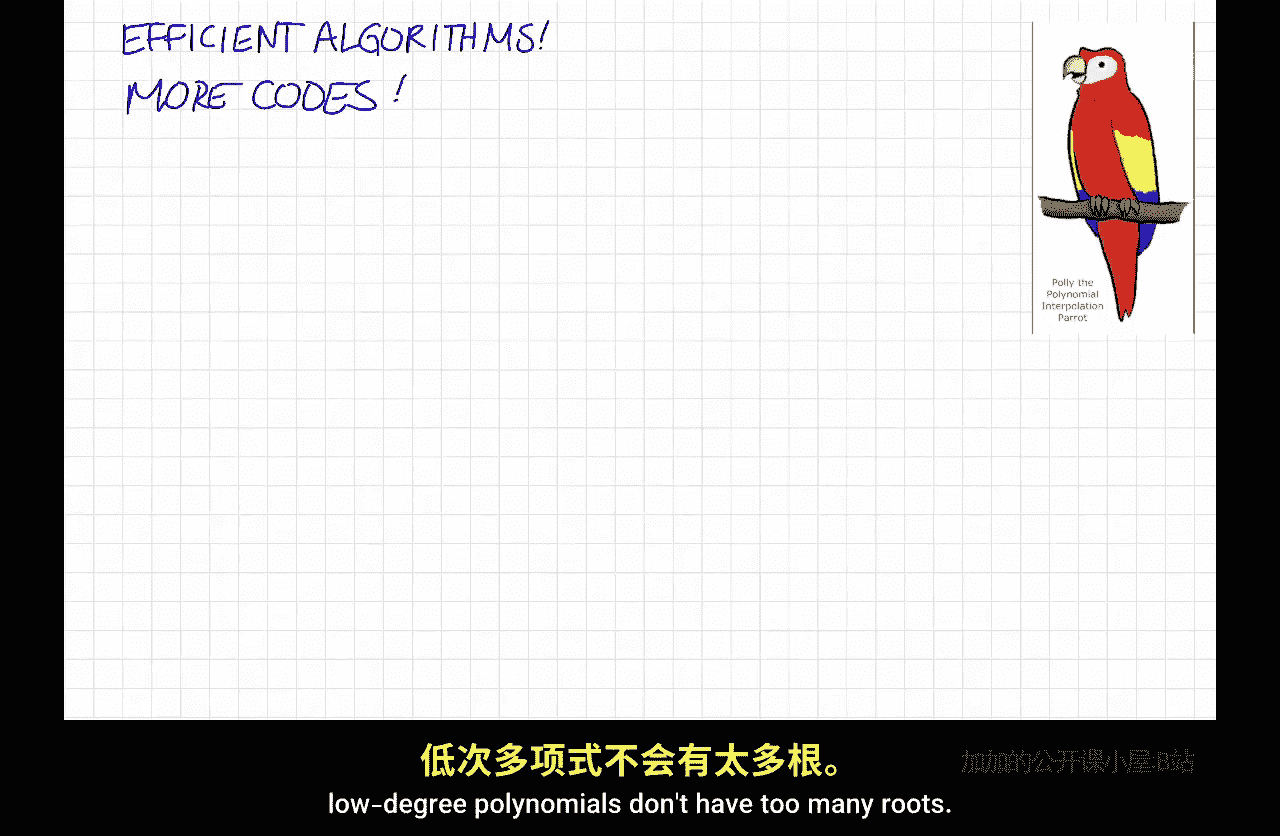 EFFICIENT ALGORITHMS!
MORE CODES!
Polly the
Polynomial
Interpolation
Parrot
低次多项式不会有太多根。
加加的公开课小屋:B站
low-degree polynomials don't have too many roots.